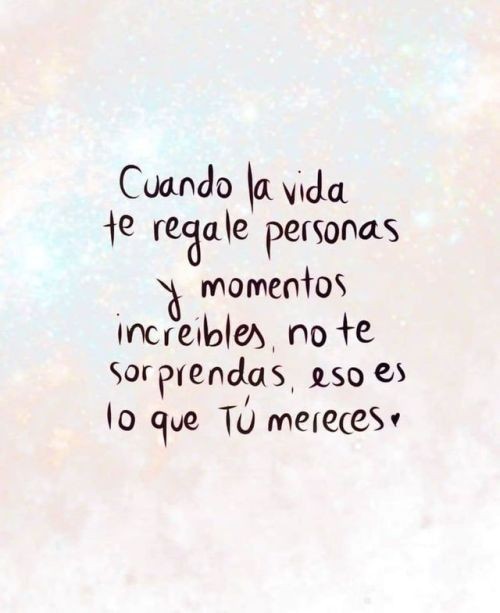 Cuando la vida
te regale personas
y momentos
increíbles, no te
sorprendas, eso es
lo que TÚ mereces♥